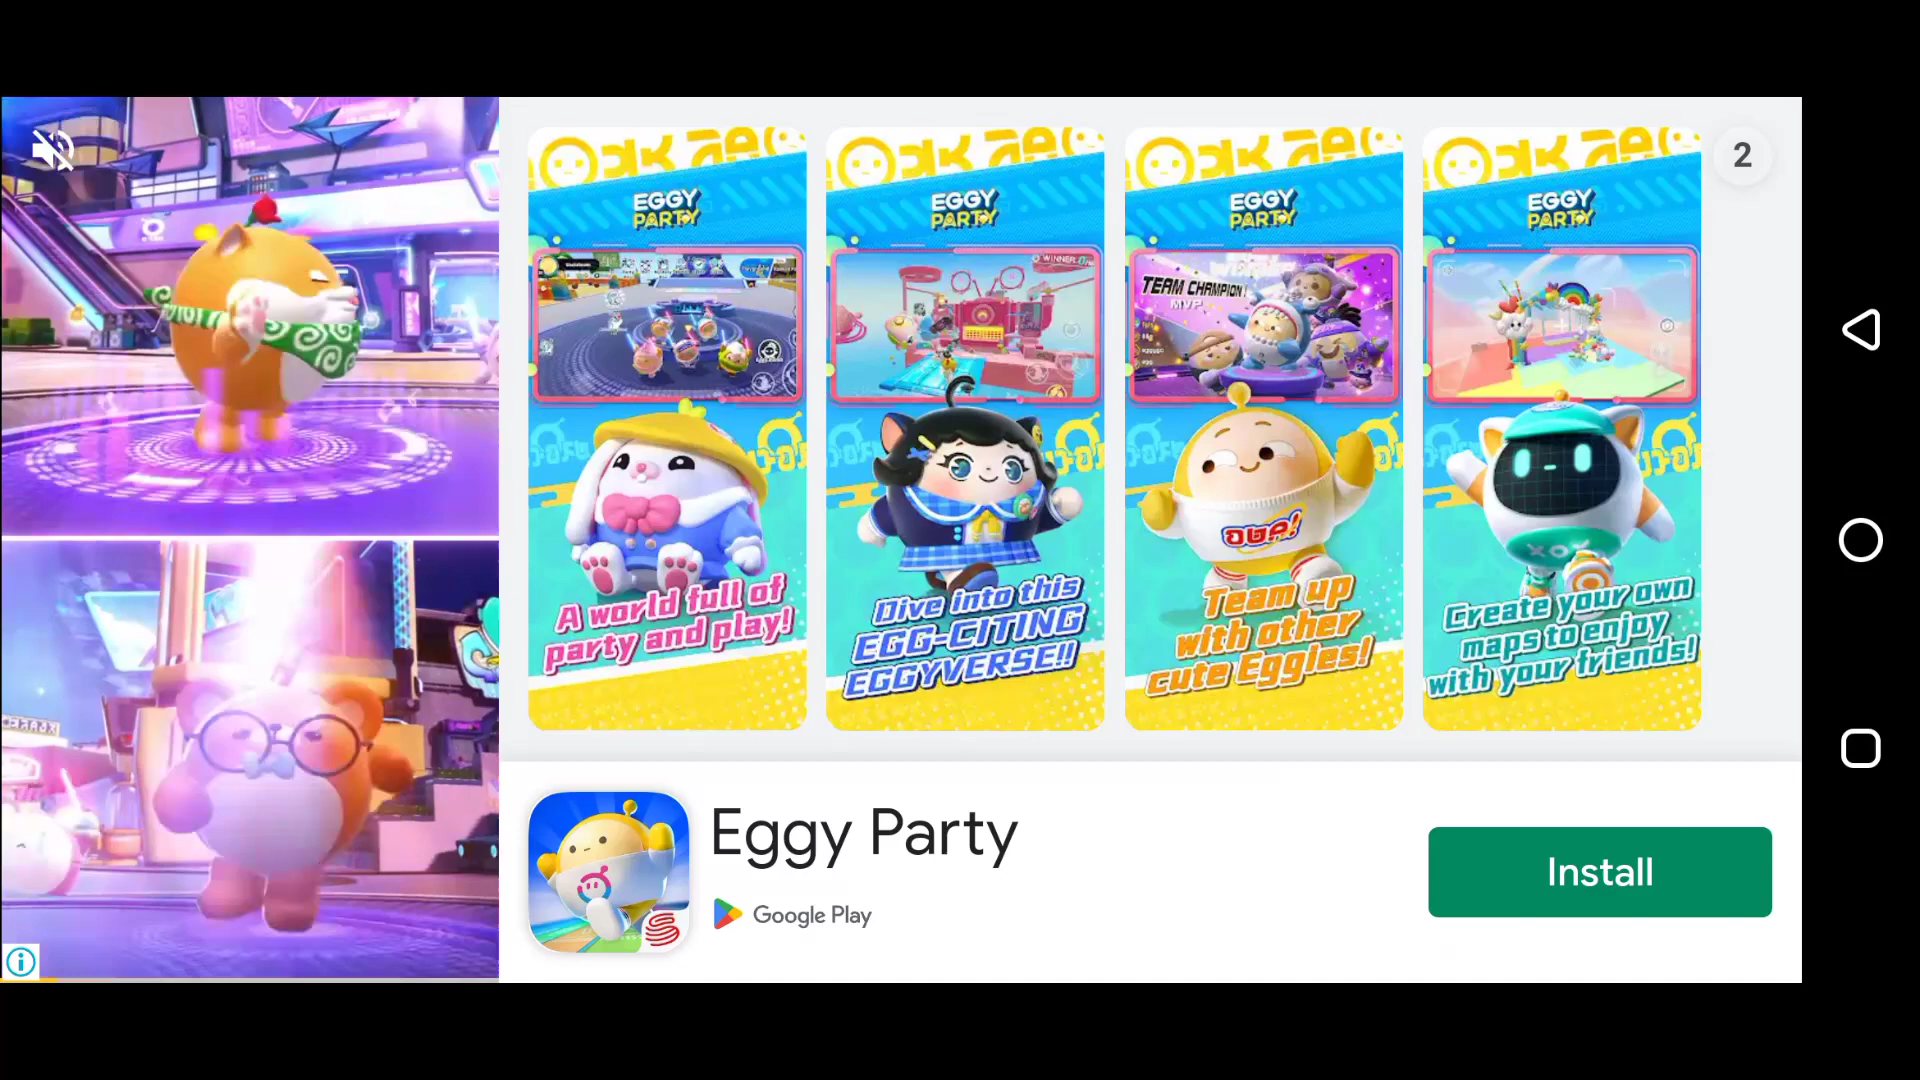 2
EGGY
PARTY
A world full of
party and play!
EGGY
PARTY
WINNER
Dive into this
EGG-CITING
EGGYVERSE!!
EGGY
PARTY
TEAM CHAMPION!
MVP
Team up
with other
cute Eggies!
EGGY
PARTY
XOY
Create your own
maps to enjoy
with your friends!
Eggy Party
Google Play
Install